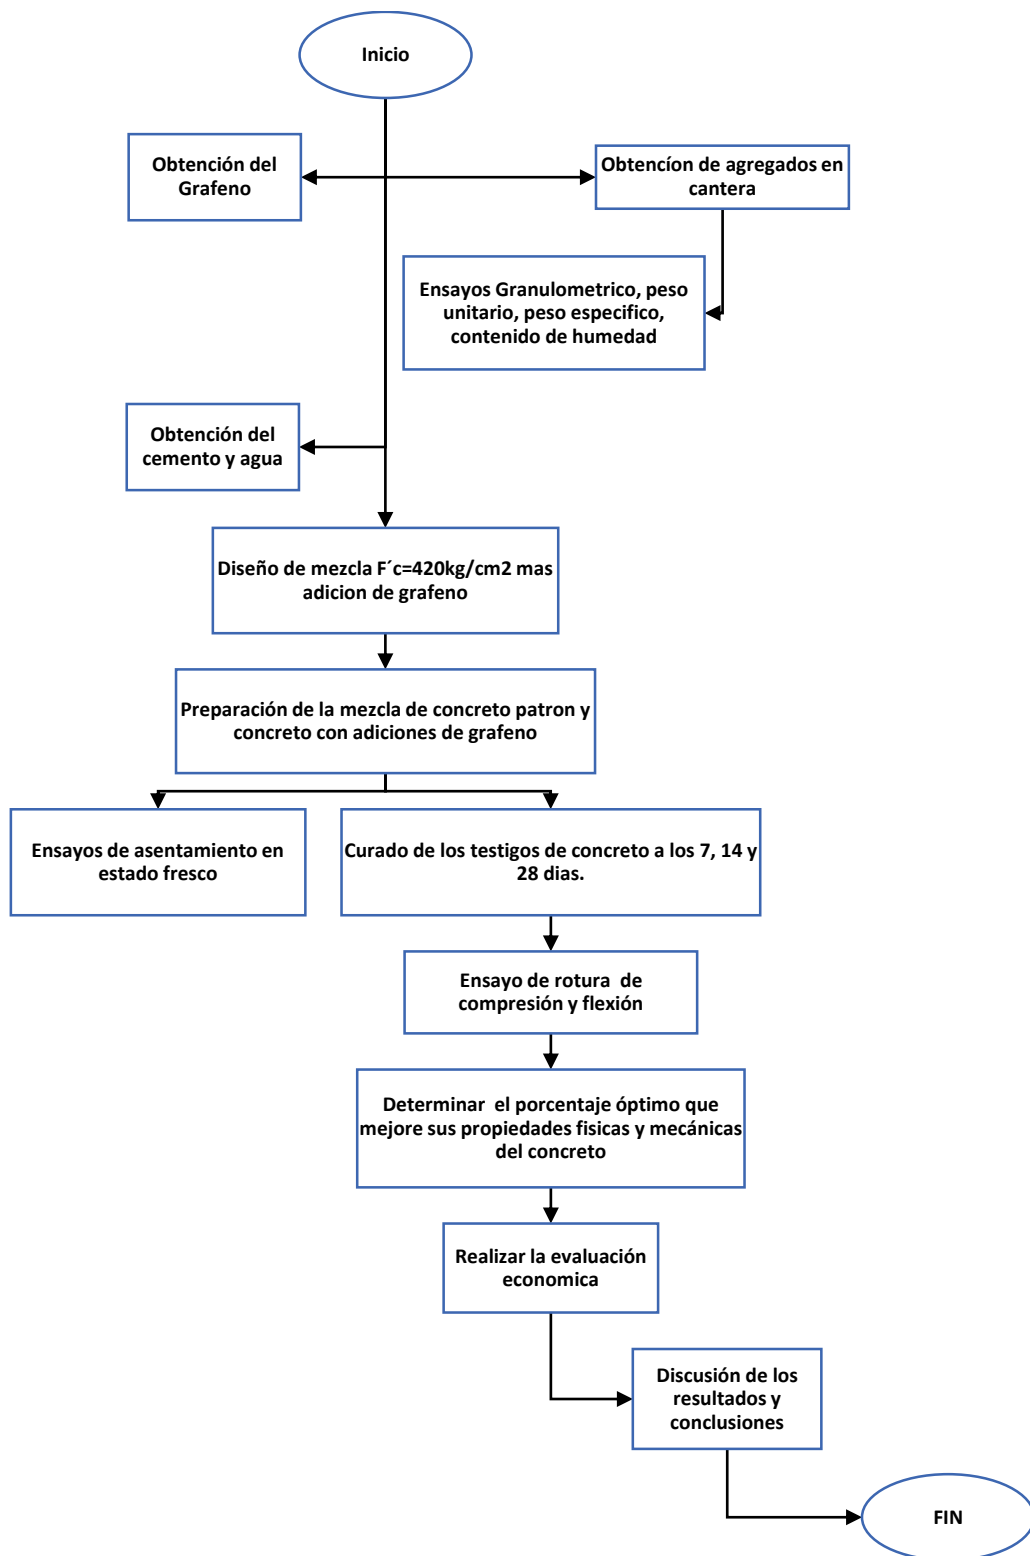 Inicio
Obtención del
Grafeno
Obtencíon de agregados en
cantera
Ensayos Granulometrico, peso
unitario, peso especifico,
contenido de humedad
Obtención del
cemento y agua
Diseño de mezcla F´c=420kg/cm2 mas
adicion de grafeno
Preparación de la mezcla de concreto patron y
concreto con adiciones de grafeno
Ensayos de asentamiento en
estado fresco
Curado de los testigos de concreto a los 7, 14 y
28 dias.
Ensayo de rotura de
compresión y flexión
Determinar el porcentaje óptimo que
mejore sus propiedades fisicas y mecánicas
del concreto
Realizar la evaluación
economica
Discusión de los
resultados y
conclusiones
FIN